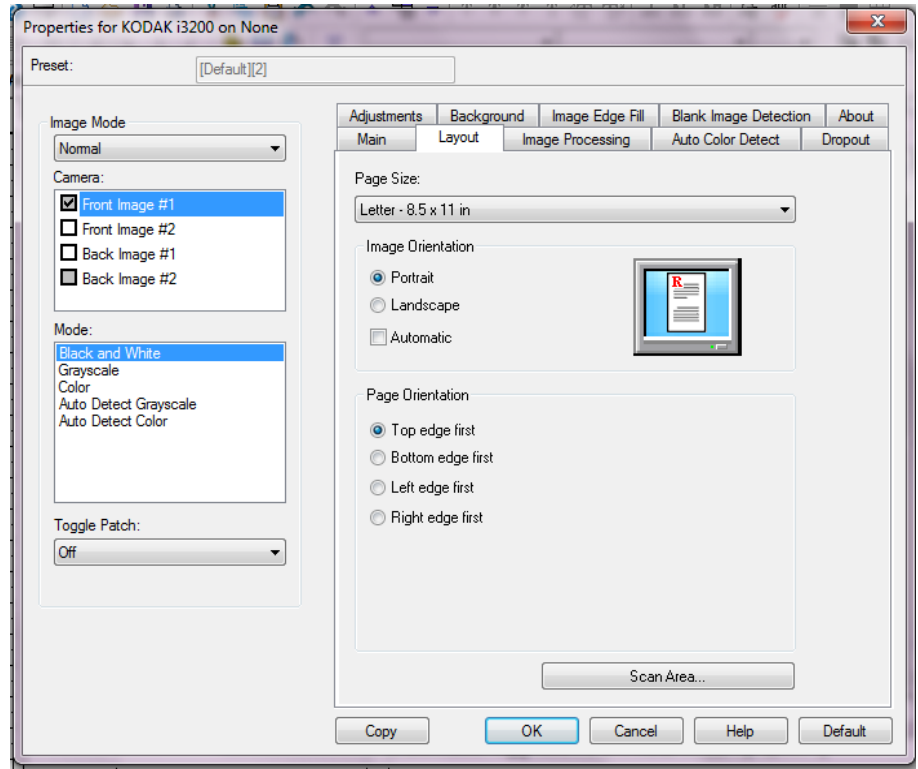 Properties for KODAK i3200 on None
Preset:
[Default][2]
Image Mode
Normal
Camera:
Front Image #1
Front Image #2
Back Image #1
Back Image #2
Mode:
Black and White
Grayscale
Color
Auto Detect Grayscale
Auto Detect Color
Toggle Patch:
Off
Adjustments Background Image Edge Fill Blank Image Detection About
Main Layout Image Processing Auto Color Detect Dropout
Page Size:
Letter - 8.5 x 11 in
Image Orientation
Portrait
Landscape
Automatic
R
Page Orientation
Top edge first
Bottom edge first
Left edge first
Right edge first
Scan Area...
Copy OK Cancel Help Default